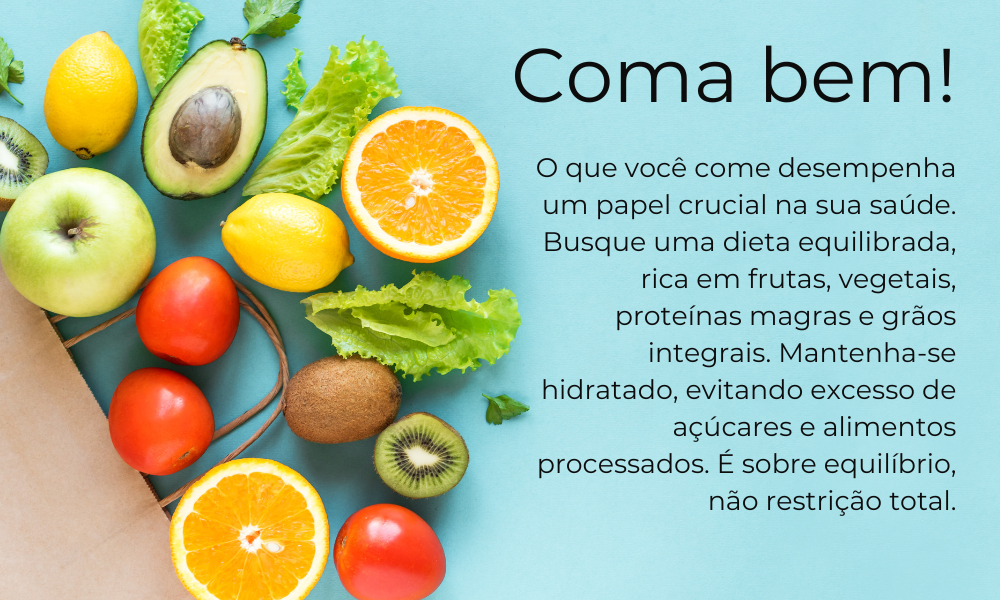 Coma bem!
O que você come desempenha
um papel crucial na sua saúde.
Busque uma dieta equilibrada,
rica em frutas, vegetais,
proteínas magras e grãos
integrais. Mantenha-se
hidratado, evitando excesso de
açúcares e alimentos
processados. É sobre equilíbrio,
não restrição total.